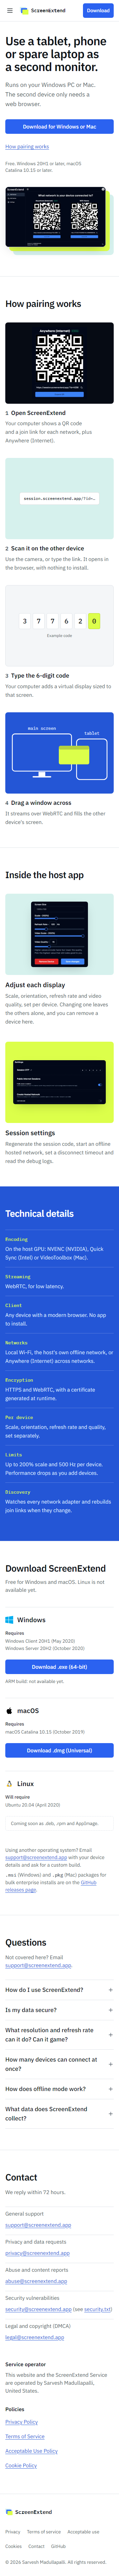 ScreenExtend
Download
Use a tablet, phone
or spare laptop as
a second monitor.
Runs on your Windows PC or Mac.
The second device only needs a
web browser.
Download for Windows or Mac
How pairing works
Free. Windows 20H1 or later, macOS
Catalina 10.15 or later.
How pairing works
Anywhere (Internet)
1 Open ScreenExtend
Your computer shows a QR code
and a join link for each network, plus
Anywhere (Internet).
session.screenextend.app/?id=…
2 Scan it on the other device
Use the camera, or type the link. It opens in
the browser, with nothing to install.
3 7 7 6 2 0
Example code
3 Type the 6-digit code
Your computer adds a virtual display sized to
that screen.
main screen
tablet
4 Drag a window across
It streams over WebRTC and fills the other
device's screen.
Inside the host app
Adjust each display
Scale, orientation, refresh rate and video
quality, set per device. Changing one leaves
the others alone, and you can remove a
device here.
Session settings
Regenerate the session code, start an offline
hosted network, set a disconnect timeout and
read the debug logs.
Technical details
Encoding
On the host GPU: NVENC (NVIDIA), Quick
Sync (Intel) or VideoToolbox (Mac).
Streaming
WebRTC, for low latency.
Client
Any device with a modern browser. No app
to install.
Networks
Local Wi-Fi, the host's own offline network, or
Anywhere (Internet) across networks.
Encryption
HTTPS and WebRTC, with a certificate
generated at runtime.
Per device
Scale, orientation, refresh rate and quality,
set separately.
Limits
Up to 200% scale and 500 Hz per device.
Performance drops as you add devices.
Discovery
Watches every network adapter and rebuilds
join links when they change.
Download ScreenExtend
Free for Windows and macOS. Linux is not
available yet.
Windows
Requires
Windows Client 20H1 (May 2020)
Windows Server 20H2 (October 2020)
Download .exe (64-bit)
ARM build: not available yet.
macOS
Requires
macOS Catalina 10.15 (October 2019)
Download .dmg (Universal)
Linux
Will require
Ubuntu 20.04 (April 2020)
Coming soon as .deb, .rpm and AppImage.
Using another operating system? Email
support@screenextend.app with your device
details and ask for a custom build.
.msi (Windows) and .pkg (Mac) packages for
bulk enterprise installs are on the GitHub
releases page.
Questions
Not covered here? Email
support@screenextend.app.
How do I use ScreenExtend? +
Is my data secure? +
What resolution and refresh rate
can it do? Can it game? +
How many devices can connect at
once? +
How does offline mode work? +
What data does ScreenExtend
collect? +
Contact
We reply within 72 hours.
General support
support@screenextend.app
Privacy and data requests
privacy@screenextend.app
Abuse and content reports
abuse@screenextend.app
Security vulnerabilities
security@screenextend.app (see security.txt)
Legal and copyright (DMCA)
legal@screenextend.app
Service operator
This website and the ScreenExtend Service
are operated by Sarvesh Madullapalli,
United States.
Policies
Privacy Policy
Terms of Service
Acceptable Use Policy
Cookie Policy
ScreenExtend
Privacy Terms of service Acceptable use
Cookies Contact GitHub
© 2026 Sarvesh Madullapalli. All rights reserved.